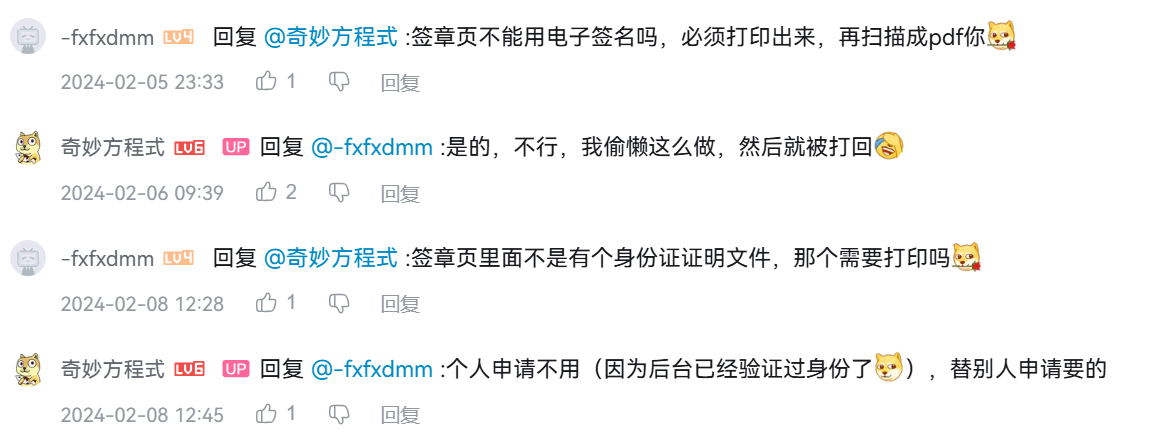 -fxfxdmm LV4 回复 @奇妙方程式 :签章页不能用电子签名吗，必须打印出来，再扫描成pdf你
2024-02-05 23:33 1 回复
奇妙方程式 LV6 UP 回复 @-fxfxdmm :是的，不行，我偷懒这么做，然后就被打回
2024-02-06 09:39 2 回复
-fxfxdmm LV4 回复 @奇妙方程式 :签章页里面不是有个身份证证明文件，那个需要打印吗
2024-02-08 12:28 1 回复
奇妙方程式 LV6 UP 回复 @-fxfxdmm :个人申请不用（因为后台已经验证过身份了），替别人申请要的
2024-02-08 12:45 1 回复